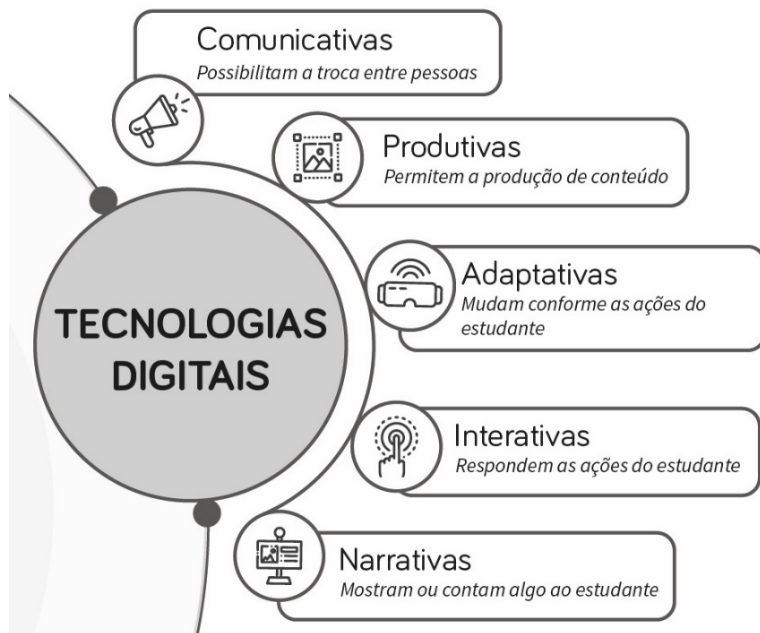 Comunicativas
Possibilitam a troca entre pessoas
Produtivas
Permitem a produção de conteúdo
Adaptativas
Mudam conforme as ações do
estudante
TECNOLOGIAS
DIGITAIS
Interativas
Respondem as ações do estudante
Narrativas
Mostram ou contam algo ao estudante